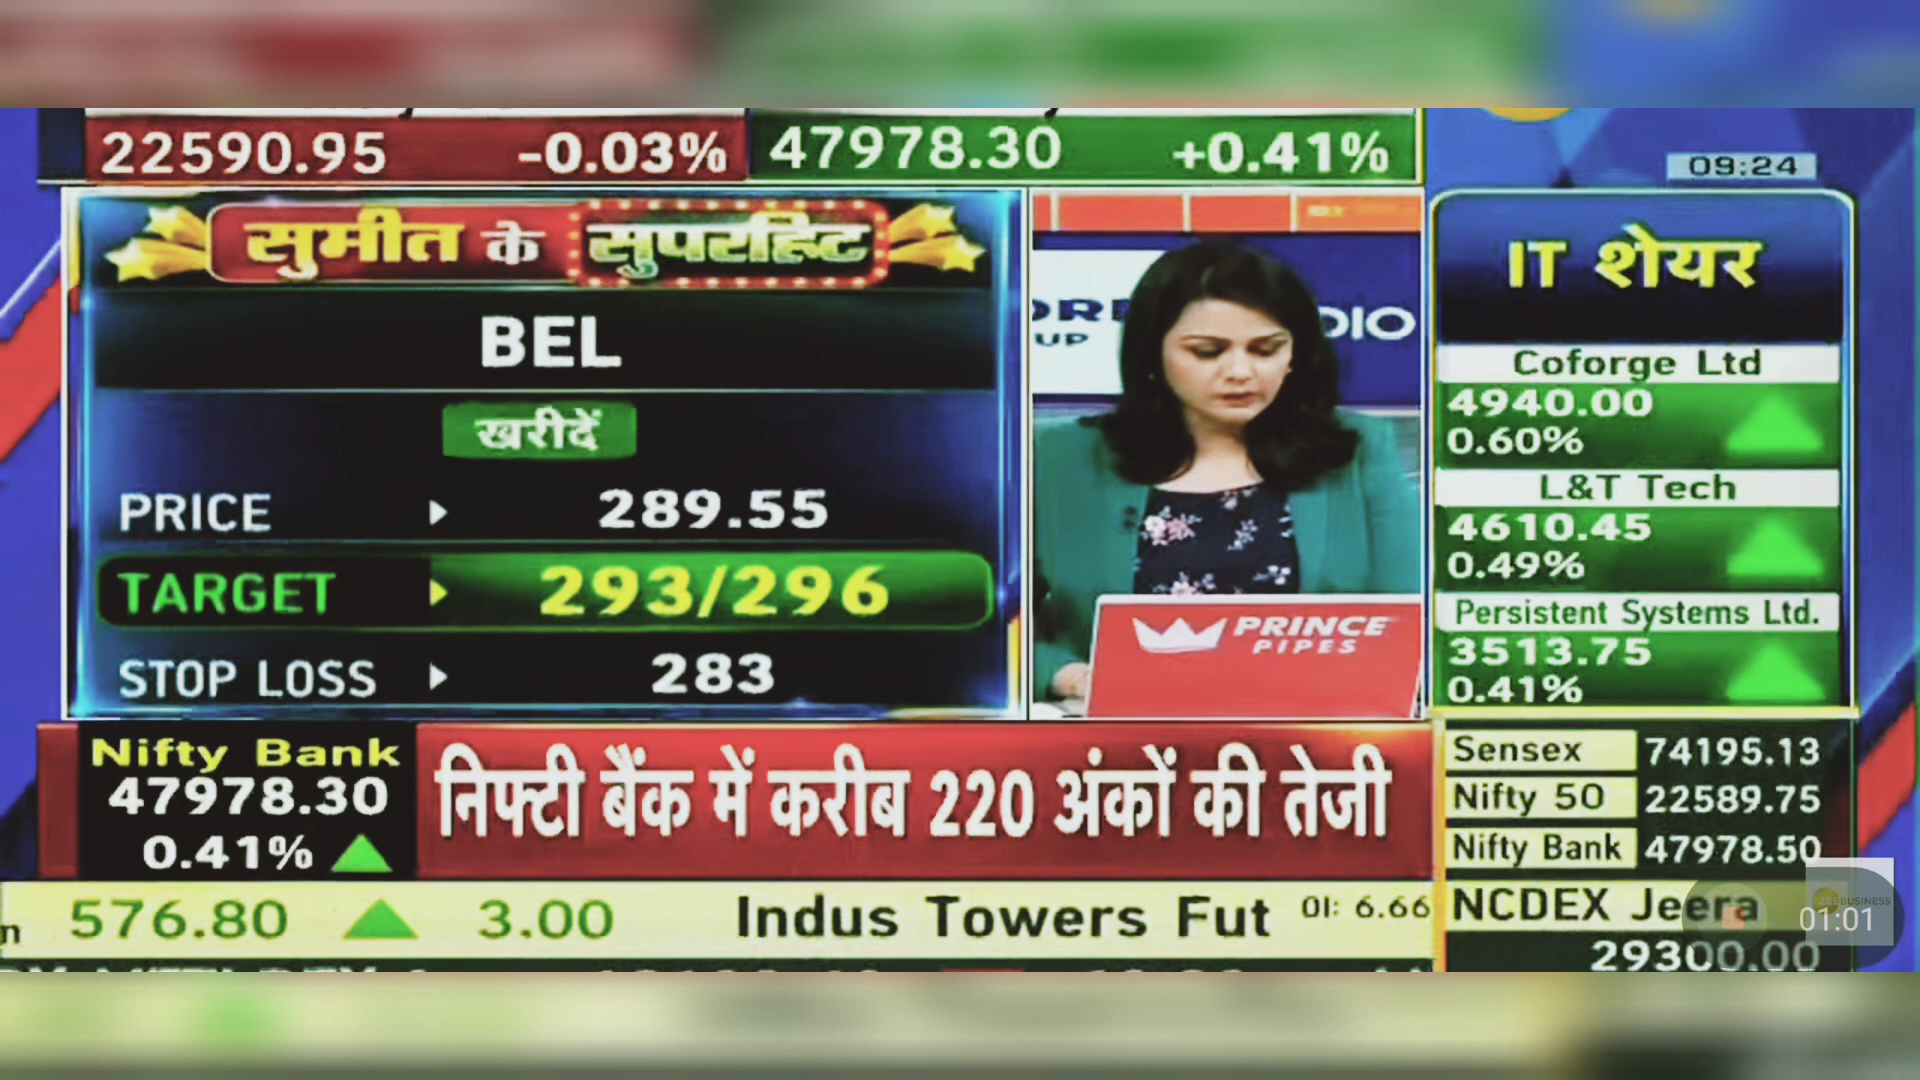 22590.95 -0.03% 47978.30 +0.41%
09:24
सुमीत के सुपरहिट
BEL
खरीदें
PRICE 289.55
TARGET 293/296
STOP LOSS 283
DIO
UP
PRINCE
PIPES
IT शेयर
Coforge Ltd
4940.00
0.60%
L&T Tech
4610.45
0.49%
Persistent Systems Ltd.
3513.75
0.41%
Nifty Bank
47978.30
0.41%
निफ्टी बैंक में करीब 220 अंकों की तेजी
Sensex 74195.13
Nifty 50 22589.75
Nifty Bank 47978.50
576.80 3.00 Indus Towers Fut OI: 6.66
NCDEX Jeera
29300.00
ZEEBUSINESS
01:01